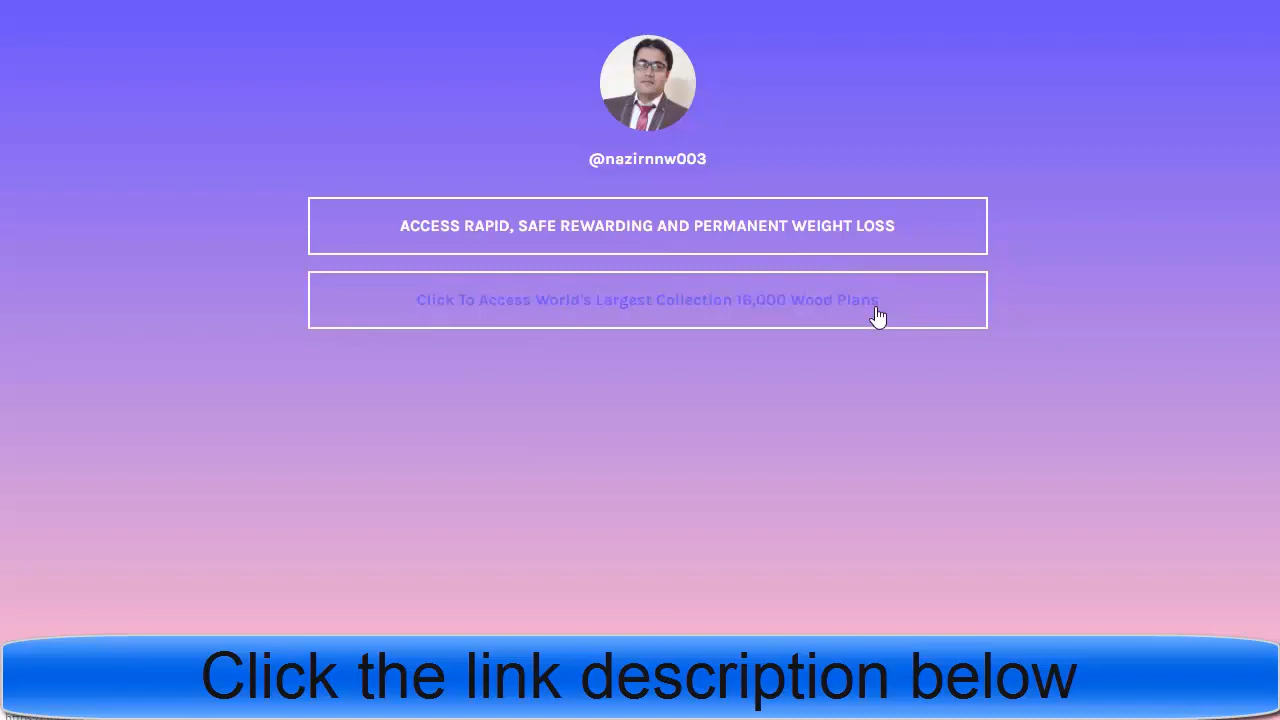 @nazirnnw003
ACCESS RAPID, SAFE REWARDING AND PERMANENT WEIGHT LOSS
Click To Access World's Largest Collection 16,000 Wood Plans
Click the link description below